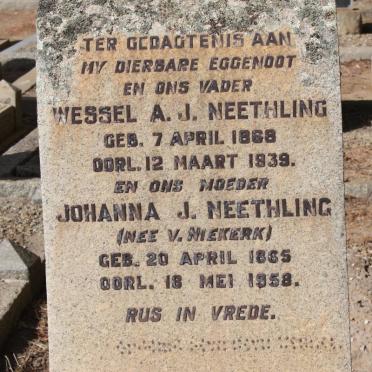 TER GEDAGTENIS AAN
MY DIERBARE EGGENOOT
EN ONS VADER
WESSEL A. J. NEETHLING
GEB. 7 APRIL 1868
OORL. 12 MAART 1939.
EN ONS MOEDER
JOHANNA J. NEETHLING
(NEE V. NIEKERK)
GEB. 20 APRIL 1865
OORL. 18 MEI 1958.
RUS IN VREDE.